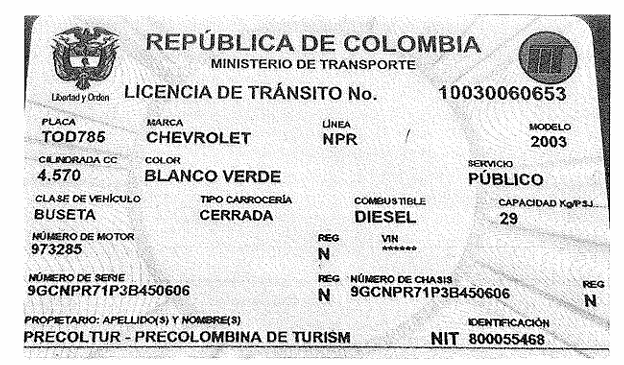 REPÚBLICA DE COLOMBIA
MINISTERIO DE TRANSPORTE
Libertad y Orden
LICENCIA DE TRÁNSITO No. 10030060653
PLACA MARCA LÍNEA MODELO
TOD785 CHEVROLET NPR 2003
CILINDRADA CC COLOR SERVICIO
4.570 BLANCO VERDE PÚBLICO
CLASE DE VEHÍCULO TIPO CARROCERÍA COMBUSTIBLE CAPACIDAD Kg/PSJ
BUSETA CERRADA DIESEL 29
NÚMERO DE MOTOR REG VIN
973285 N ******
NÚMERO DE SERIE REG NÚMERO DE CHASIS REG
9GCNPR71P3B450606 N 9GCNPR71P3B450606 N
PROPIETARIO: APELLIDO(S) Y NOMBRE(S) IDENTIFICACIÓN
PRECOLTUR - PRECOLOMBINA DE TURISM NIT 800055468